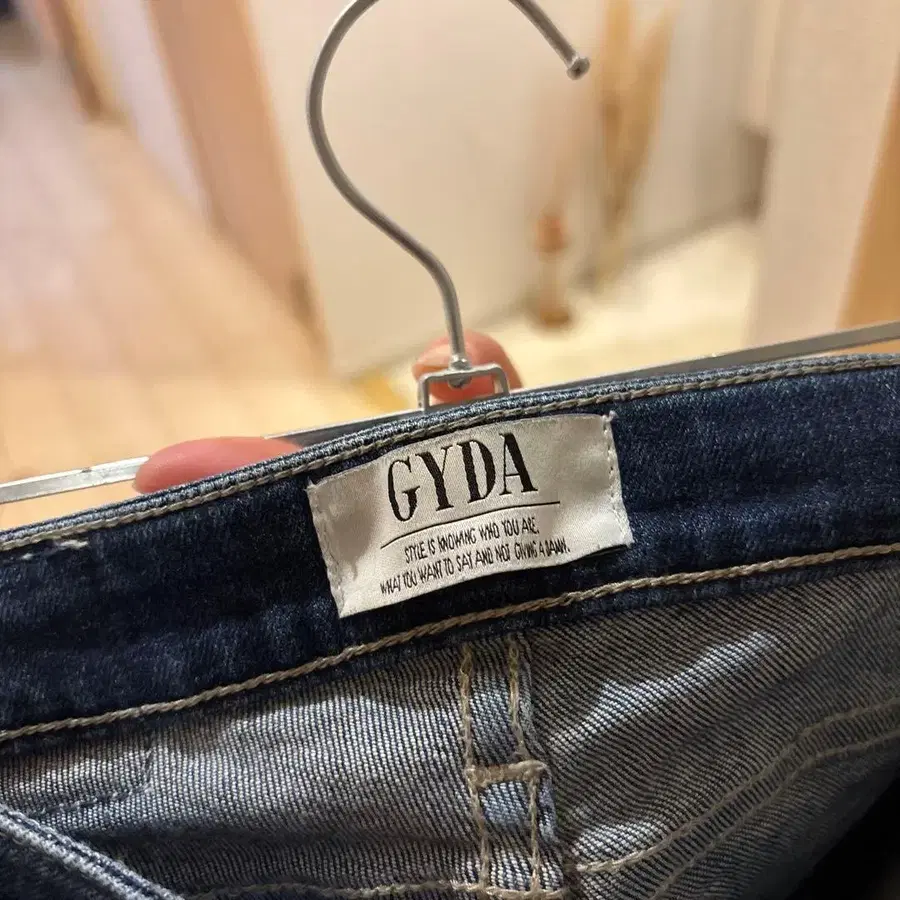 GYDA
STYLE IS KNOWING WHO YOU ARE,
WHAT YOU WANT TO SAY AND NOT GIVING A DAMN.